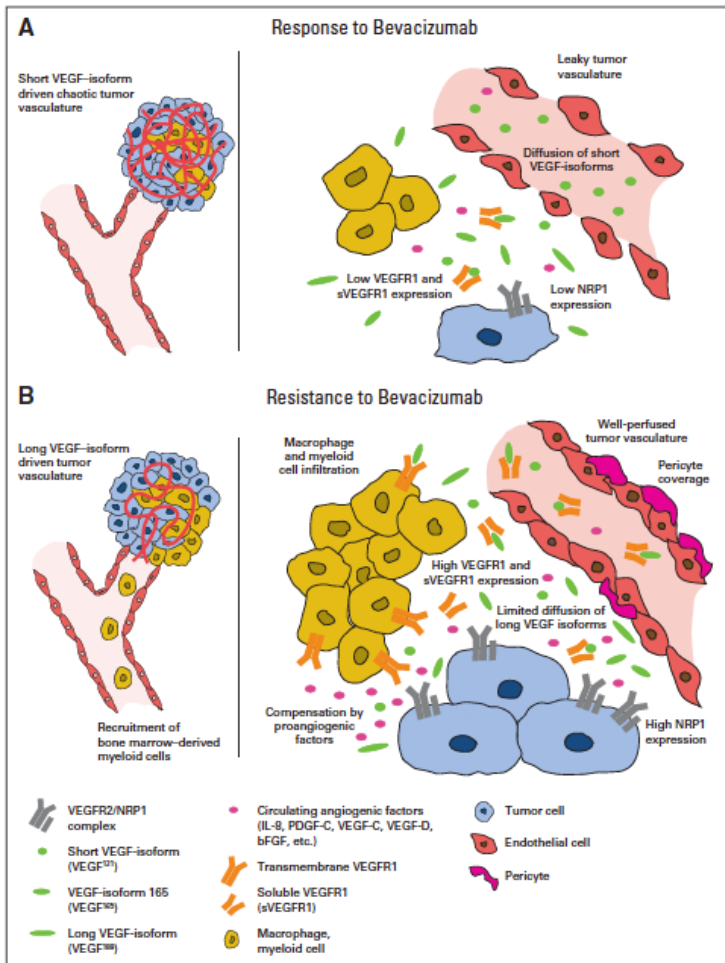 A
Response to Bevacizumab
Short VEGF–isoform
driven chaotic tumor
vasculature
Leaky tumor
vasculature
Diffusion of short
VEGF-isoforms
Low VEGFR1 and
sVEGFR1 expression
Low NRP1
expression
B
Resistance to Bevacizumab
Long VEGF–isoform
driven tumor
vasculature
Recruitment of
bone marrow–derived
myeloid cells
Macrophage
and myeloid
cell infiltration
Well-perfused
tumor vasculature
Pericyte
coverage
High VEGFR1 and
sVEGFR1 expression
Limited diffusion of
long VEGF isoforms
Compensation by
proangiogenic
factors
High NRP1
expression
VEGFR2/NRP1
complex
Short VEGF-isoform
(VEGF¹²¹)
VEGF-isoform 165
(VEGF¹⁶⁵)
Long VEGF-isoform
(VEGF¹⁸⁹)
Circulating angiogenic factors
(IL-8, PDGF-C, VEGF-C, VEGF-D,
bFGF, etc.)
Transmembrane VEGFR1
Soluble VEGFR1
(sVEGFR1)
Macrophage,
myeloid cell
Tumor cell
Endothelial cell
Pericyte